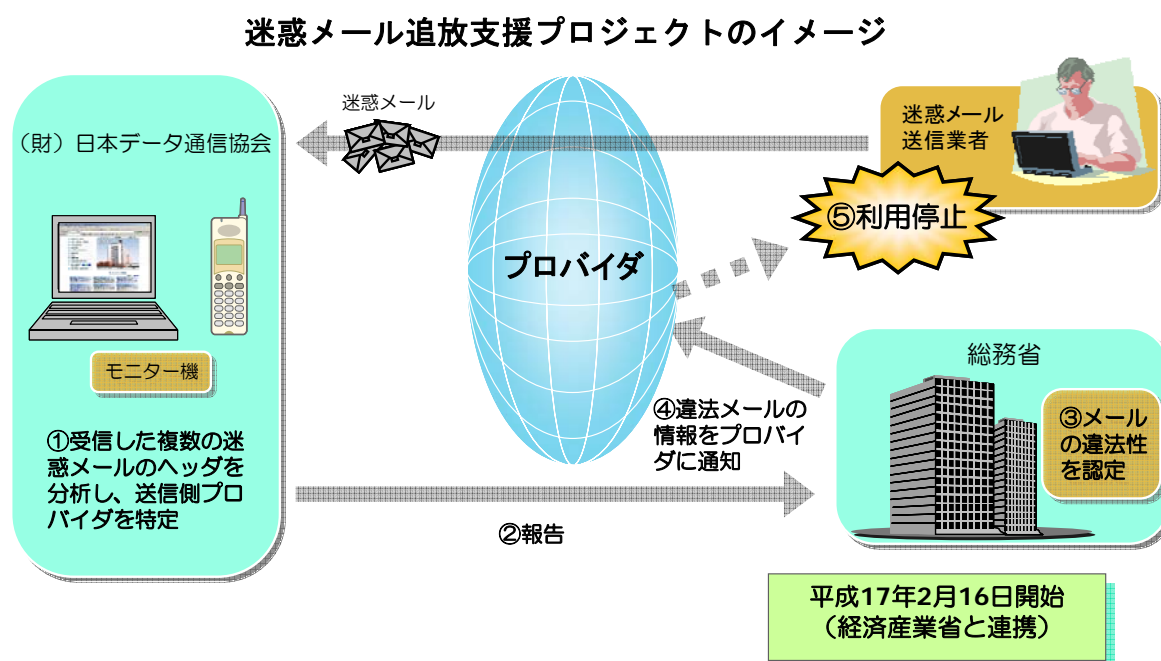 迷惑メール追放支援プロジェクトのイメージ
迷惑メール
(財)日本データ通信協会
迷惑メール
送信業者
⑤利用停止
プロバイダ
モニター機
①受信した複数の迷
惑メールのヘッダを
分析し、送信側プロ
バイダを特定
総務省
③メール
の違法性
を認定
④違法メールの
情報をプロバイ
ダに通知
②報告
平成17年2月16日開始
(経済産業省と連携)